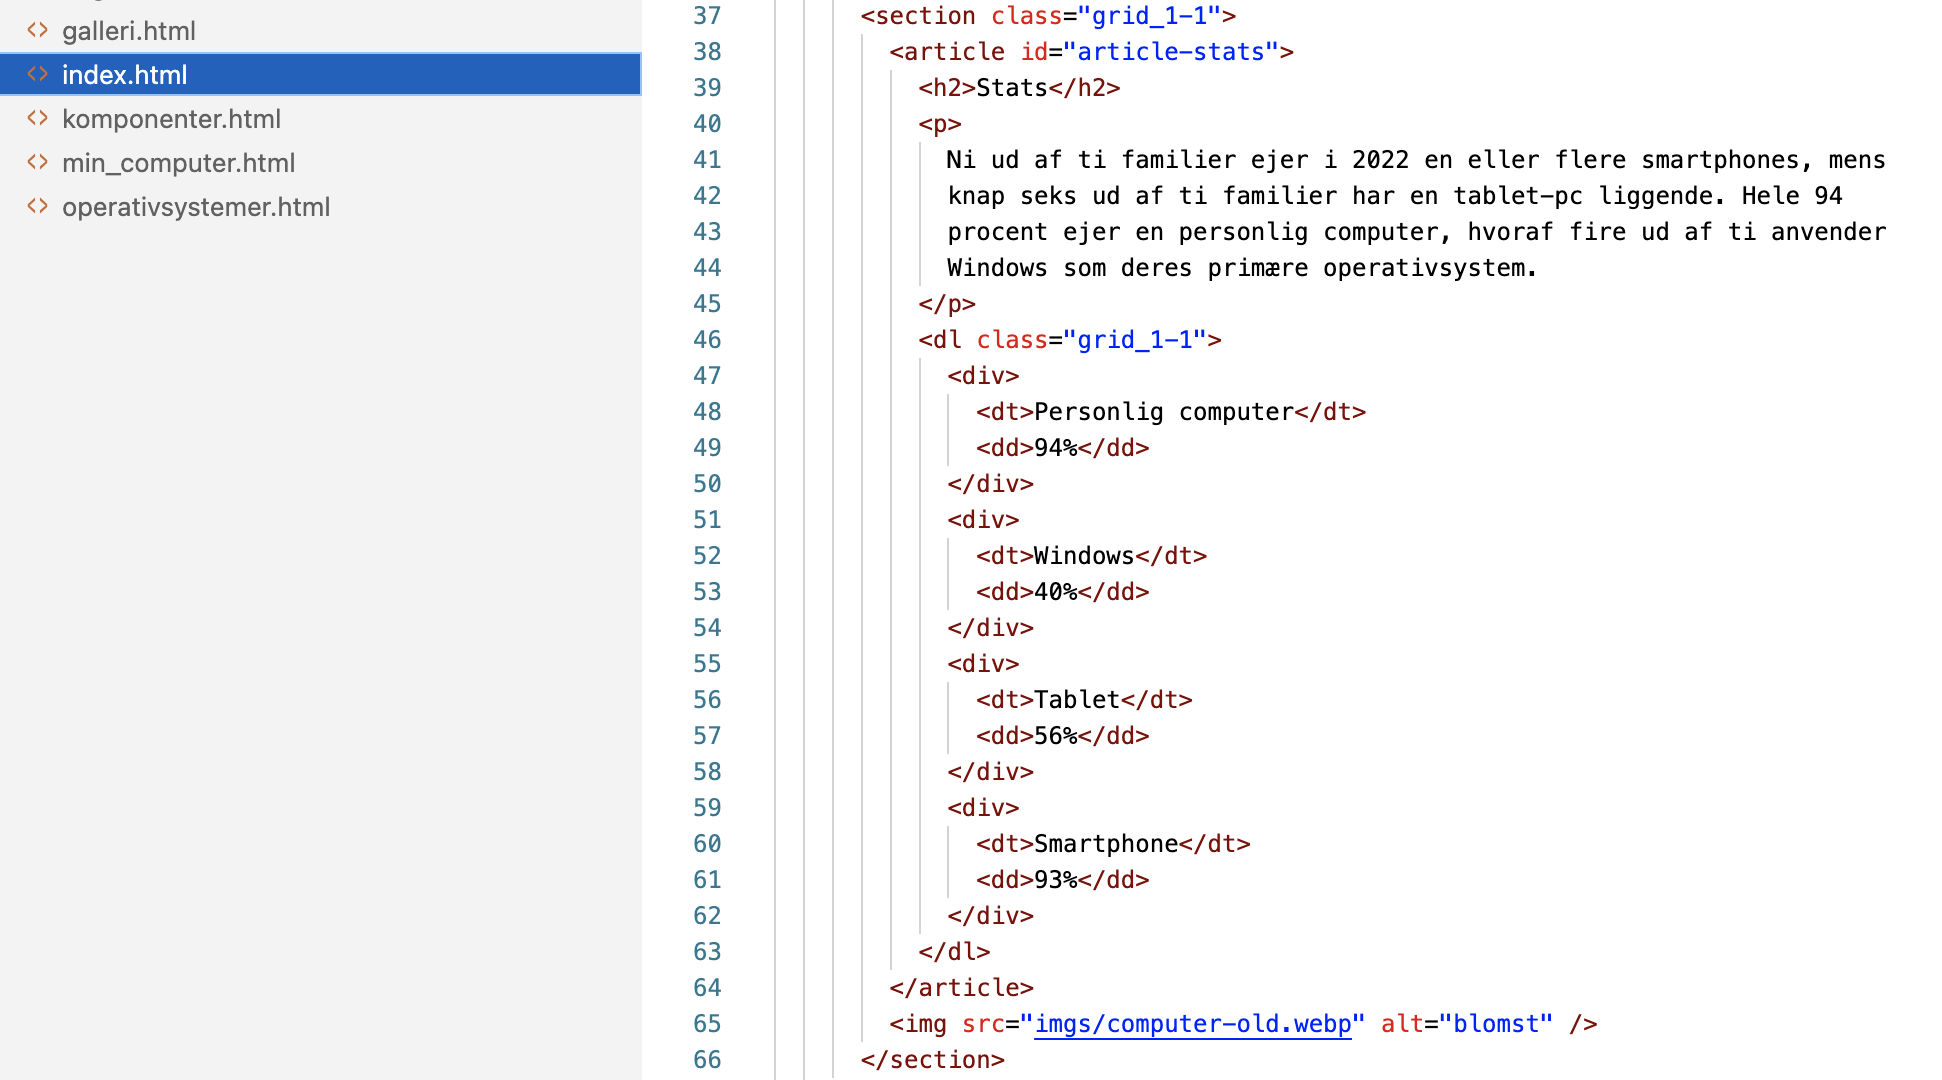 galleri.html
index.html
komponenter.html
min_computer.html
operativsystemer.html
37 <section class="grid_1-1">
38 <article id="article-stats">
39 <h2>Stats</h2>
40 <p>
41 Ni ud af ti familier ejer i 2022 en eller flere smartphones, mens
42 knap seks ud af ti familier har en tablet-pc liggende. Hele 94
43 procent ejer en personlig computer, hvoraf fire ud af ti anvender
44 Windows som deres primære operativsystem.
45 </p>
46 <dl class="grid_1-1">
47 <div>
48 <dt>Personlig computer</dt>
49 <dd>94%</dd>
50 </div>
51 <div>
52 <dt>Windows</dt>
53 <dd>40%</dd>
54 </div>
55 <div>
56 <dt>Tablet</dt>
57 <dd>56%</dd>
58 </div>
59 <div>
60 <dt>Smartphone</dt>
61 <dd>93%</dd>
62 </div>
63 </dl>
64 </article>
65 <img src="imgs/computer-old.webp" alt="blomst" />
66 </section>